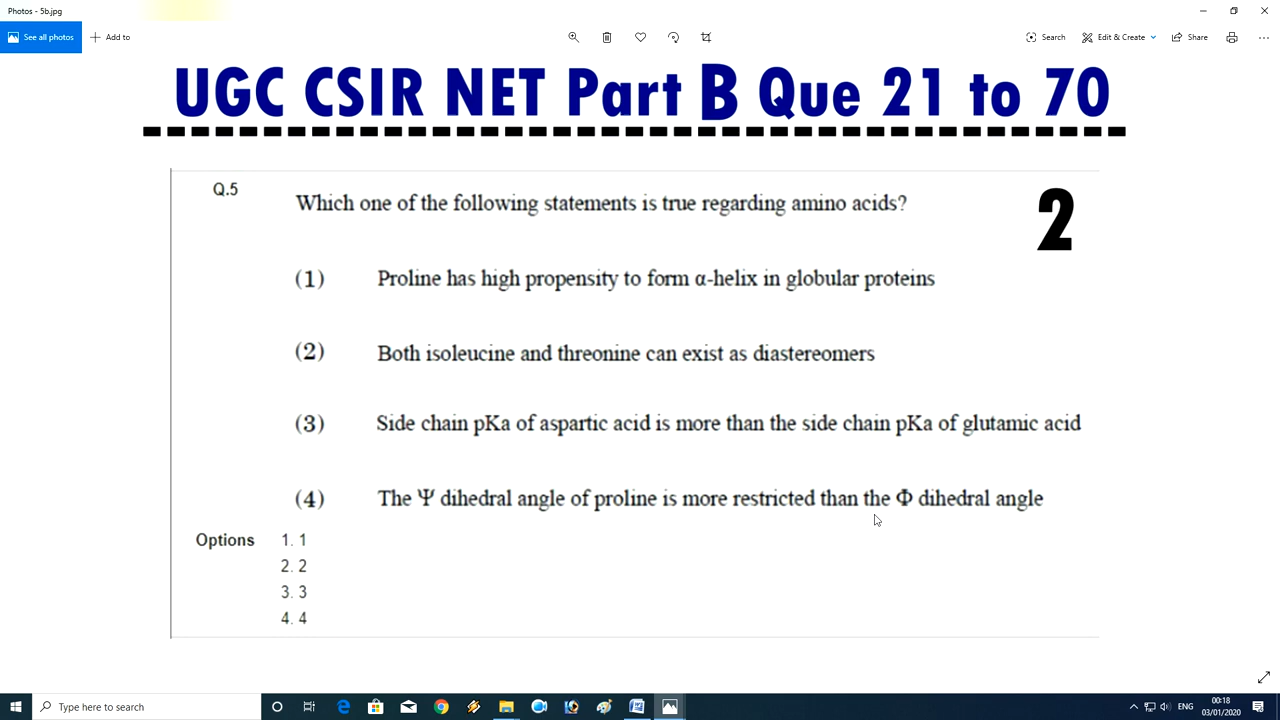 Photos - 5b.jpg
See all photos
Add to
Search
Edit & Create
Share
UGC CSIR NET Part B Que 21 to 70
Q.5
Which one of the following statements is true regarding amino acids?
2
(1) Proline has high propensity to form α-helix in globular proteins
(2) Both isoleucine and threonine can exist as diastereomers
(3) Side chain pKa of aspartic acid is more than the side chain pKa of glutamic acid
(4) The Ψ dihedral angle of proline is more restricted than the Φ dihedral angle
Options 1. 1
2. 2
3. 3
4. 4
Type here to search
ENG
00:18
03/01/2020